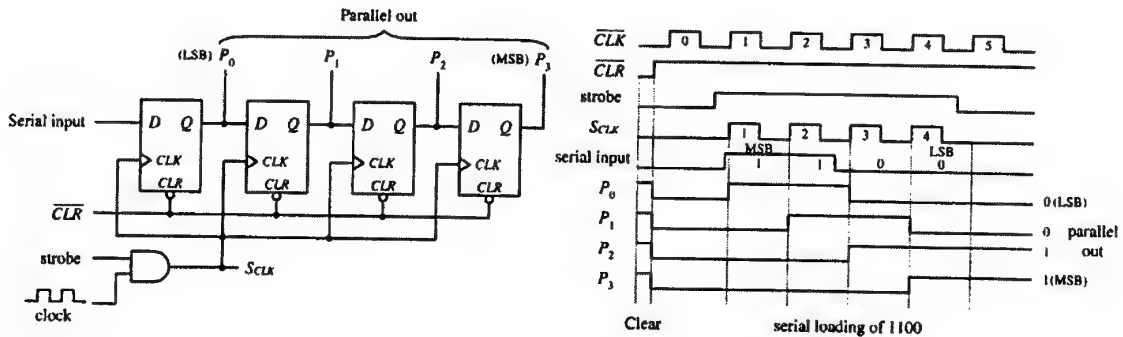 Parallel out
(LSB) P0
P1
P2
(MSB) P3
Serial input
D Q
D Q
D Q
D Q
CLK
CLK
CLK
CLK
CLR
CLR
CLR
CLR
CLR
strobe
SCLK
clock
CLK
0 1 2 3 4 5
CLR
strobe
SCLK
1 2 3 4
MSB
LSB
serial input
1 1 0 0
P0
0 (LSB)
P1
0 parallel
P2
1 out
P3
1(MSB)
Clear
serial loading of 1100